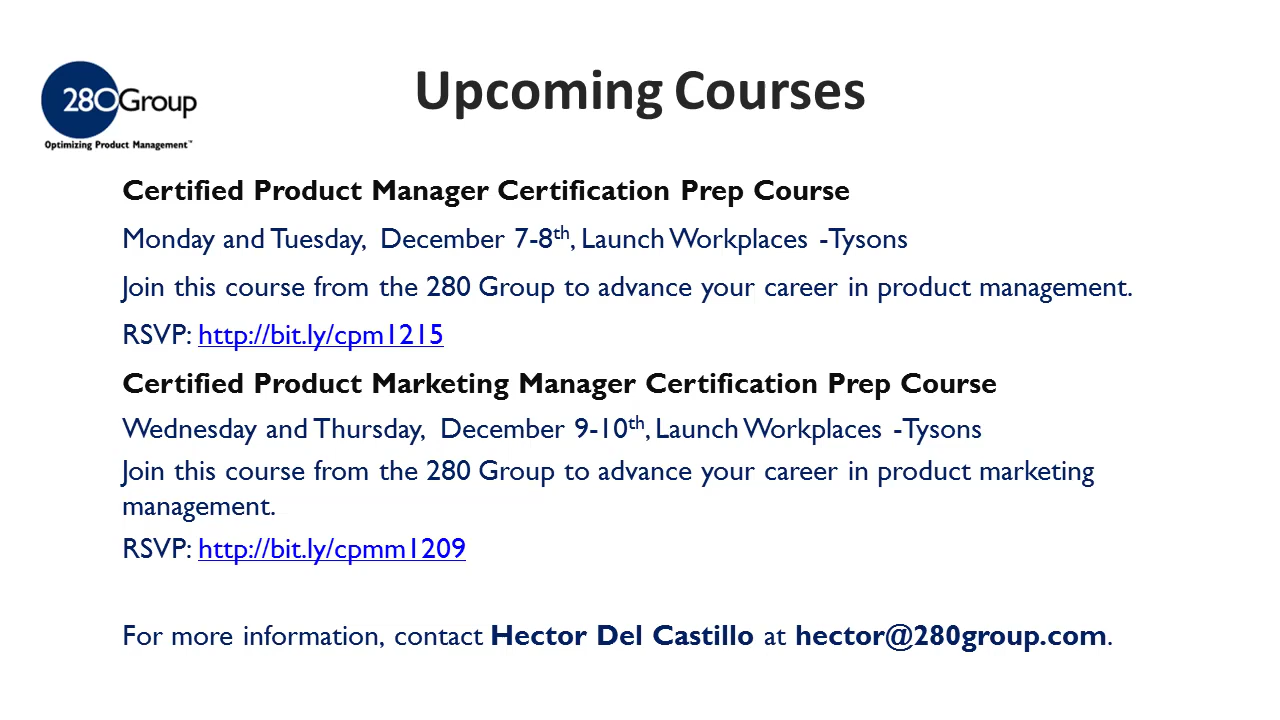 280Group
Optimizing Product Management™
Upcoming Courses
Certified Product Manager Certification Prep Course
Monday and Tuesday, December 7-8th, Launch Workplaces -Tysons
Join this course from the 280 Group to advance your career in product management.
RSVP: http://bit.ly/cpm1215
Certified Product Marketing Manager Certification Prep Course
Wednesday and Thursday, December 9-10th, Launch Workplaces -Tysons
Join this course from the 280 Group to advance your career in product marketing
management.
RSVP: http://bit.ly/cpmm1209
For more information, contact Hector Del Castillo at hector@280group.com.